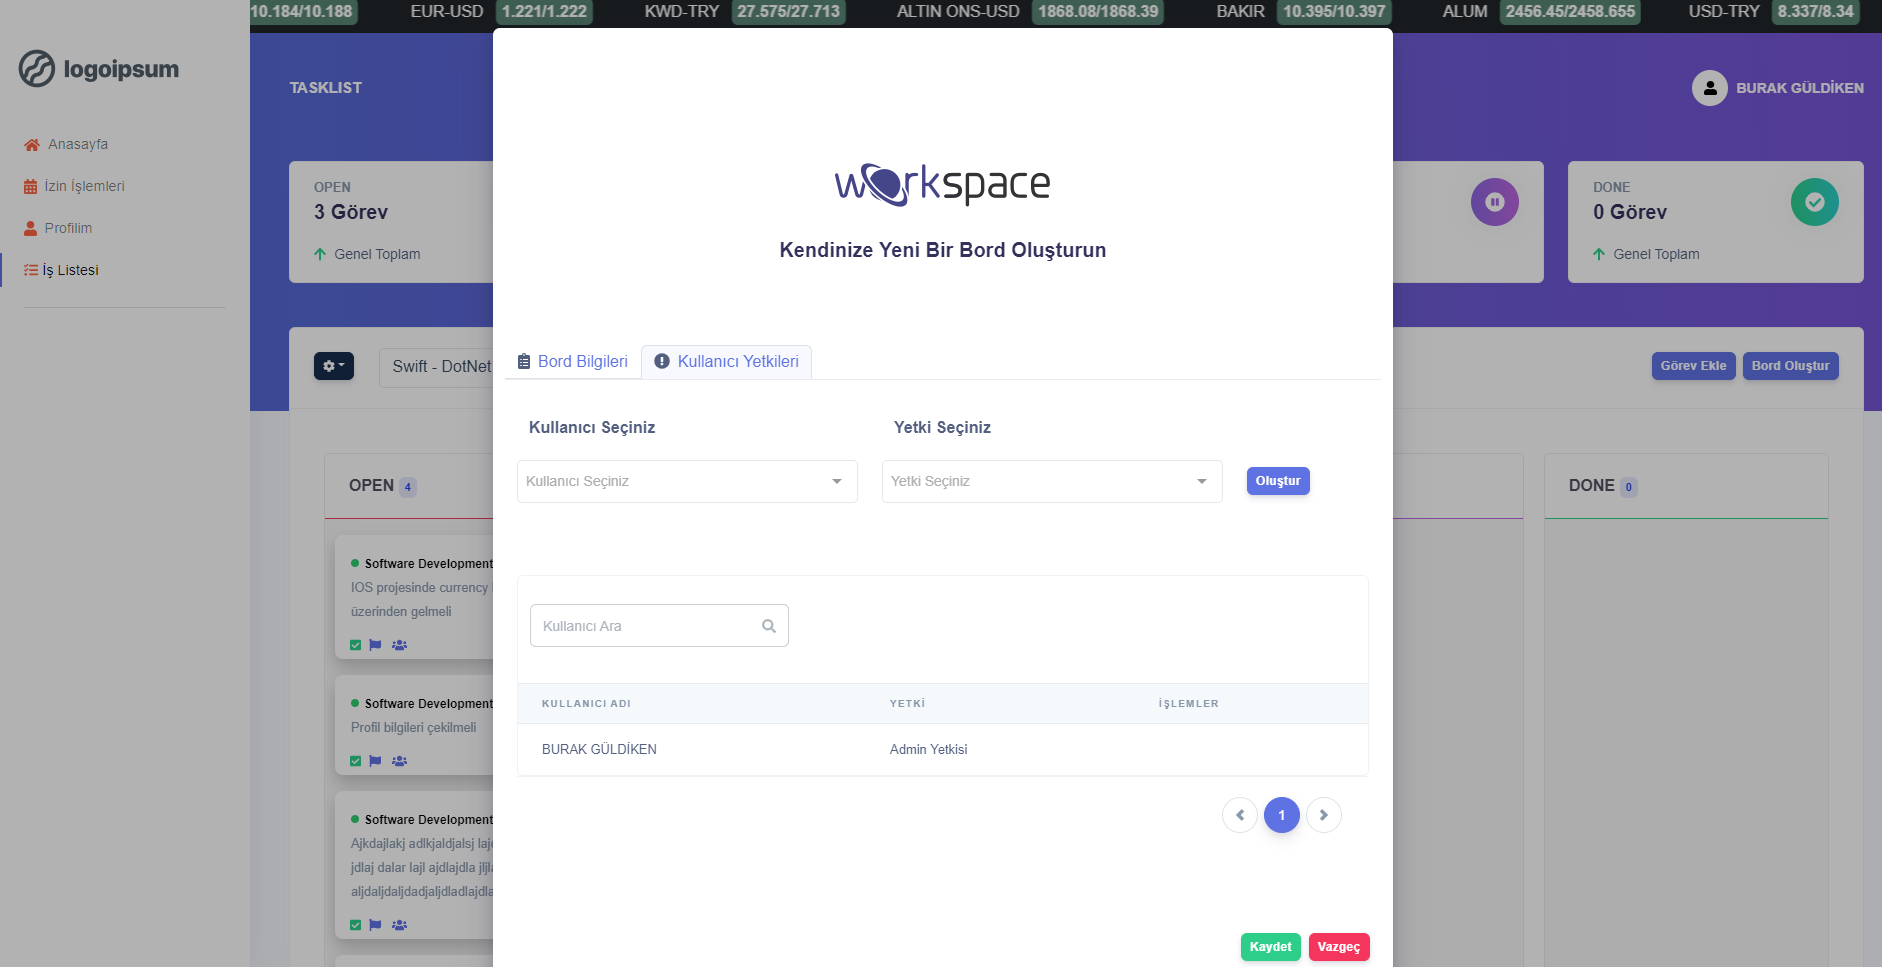 10.184/10.188 EUR-USD 1.221/1.222 KWD-TRY 27.575/27.713 ALTIN ONS-USD 1868.08/1868.39 BAKIR 10.395/10.397 ALUM 2456.45/2458.655 USD-TRY 8.337/8.34
logoipsum
Anasayfa
İzin İşlemleri
Profilim
İş Listesi
TASKLIST
BURAK GÜLDİKEN
OPEN
3 Görev
Genel Toplam
DONE
0 Görev
Genel Toplam
Swift - DotNet
Görev Ekle
Bord Oluştur
OPEN 4
Software Development
IOS projesinde currency
üzerinden gelmeli
Software Development
Profil bilgileri çekilmeli
Software Development
Ajkdajlakj adlkjaldjalsj
jdlaj dalar lajl ajdlajdla
DONE 0
workspace
Kendinize Yeni Bir Bord Oluşturun
Bord Bilgileri
Kullanıcı Yetkileri
Kullanıcı Seçiniz
Yetki Seçiniz
Kullanıcı Seçiniz
Yetki Seçiniz
Oluştur
Kullanıcı Ara
KULLANICI ADI YETKİ İŞLEMLER
BURAK GÜLDİKEN Admin Yetkisi
1
Kaydet
Vazgeç